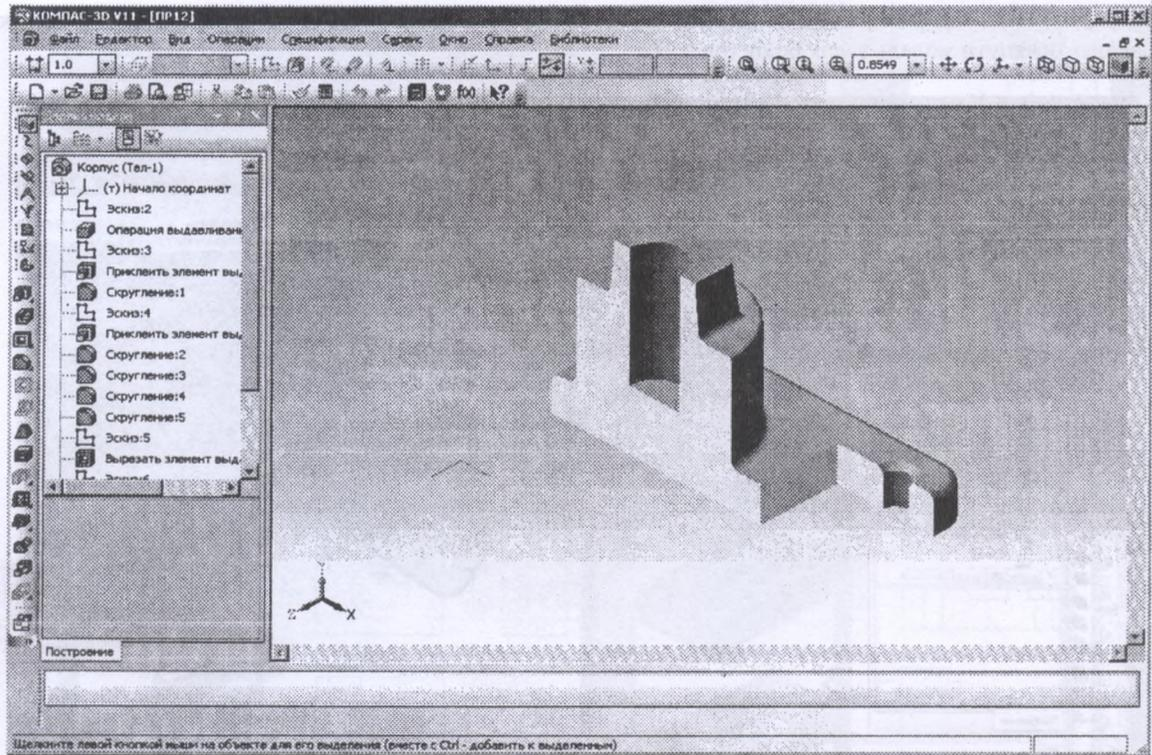 КОМПАС-3D V11 - [ПР12]
Файл Редактор Вид Операции Спецификация Сервис Окно Справка Библиотеки
1.0 0.8549
f(x)
Корпус (Тел-1)
(т) Начало координат
Эскиз:2
Операция выдавливан
Эскиз:3
Приклеить элемент выд
Скругление:1
Эскиз:4
Приклеить элемент выд
Скругление:2
Скругление:3
Скругление:4
Скругление:5
Эскиз:5
Вырезать элемент выд
Z X
Построение
Щелкните левой кнопкой мыши на объекте для его выделения (вместе с Ctrl - добавить к выделенным)